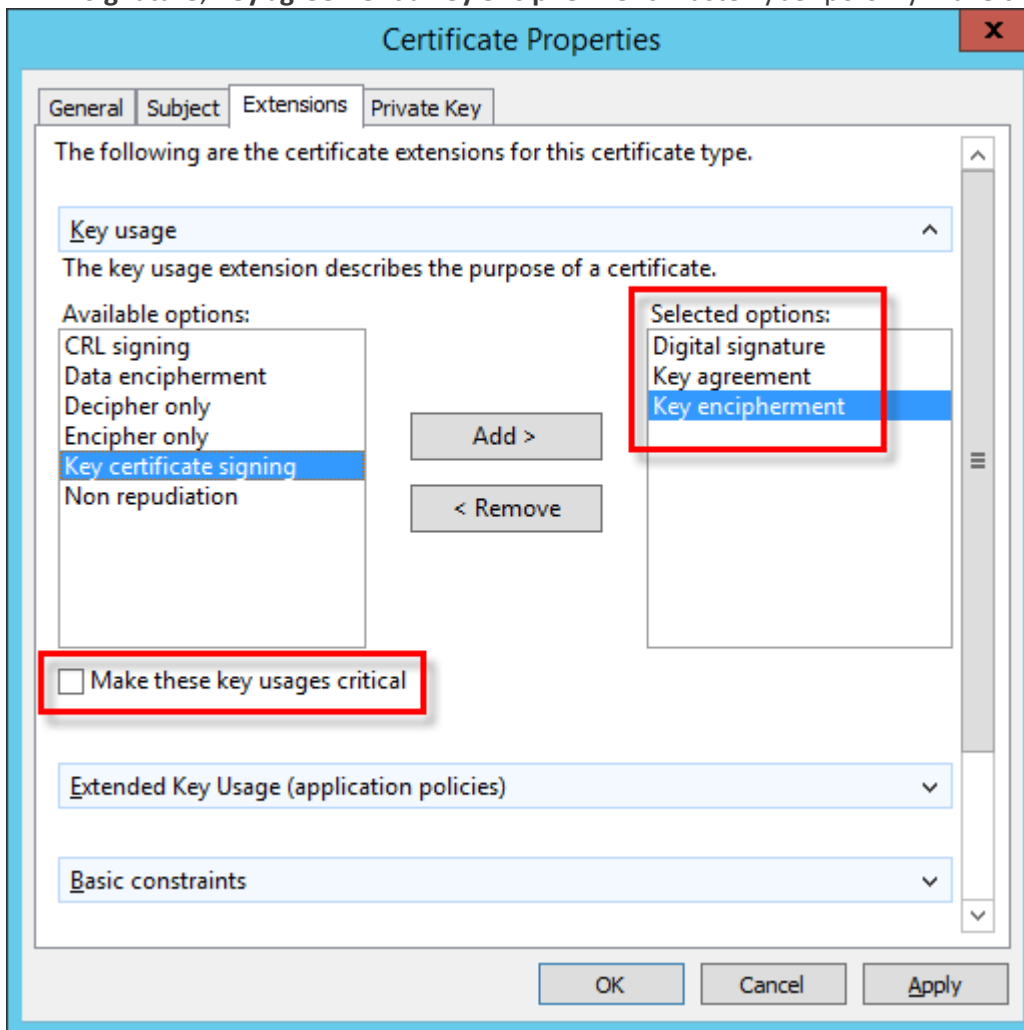 Certificate Properties
x
General Subject Extensions Private Key
The following are the certificate extensions for this certificate type.
Key usage
The key usage extension describes the purpose of a certificate.
Available options:
CRL signing
Data encipherment
Decipher only
Encipher only
Key certificate signing
Non repudiation
Add >
< Remove
Selected options:
Digital signature
Key agreement
Key encipherment
Make these key usages critical
Extended Key Usage (application policies)
Basic constraints
OK Cancel Apply